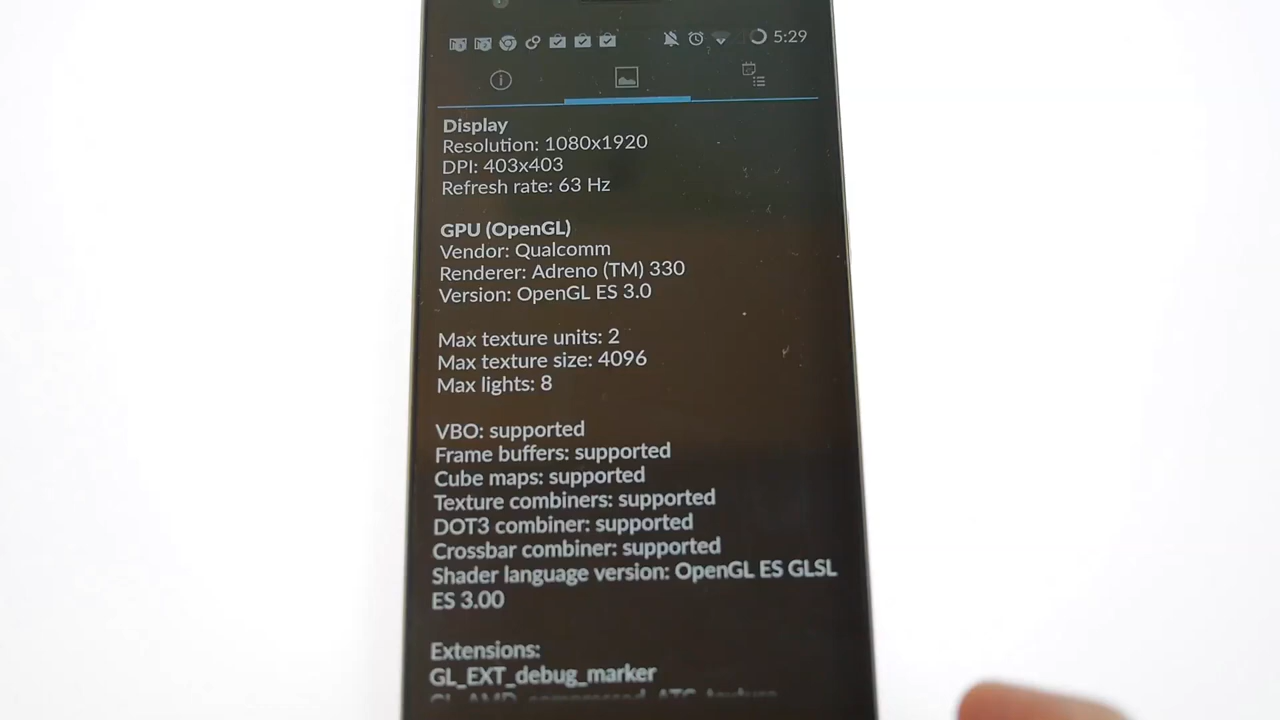 5:29
Display
Resolution: 1080x1920
DPI: 403x403
Refresh rate: 63 Hz
GPU (OpenGL)
Vendor: Qualcomm
Renderer: Adreno (TM) 330
Version: OpenGL ES 3.0
Max texture units: 2
Max texture size: 4096
Max lights: 8
VBO: supported
Frame buffers: supported
Cube maps: supported
Texture combiners: supported
DOT3 combiner: supported
Crossbar combiner: supported
Shader language version: OpenGL ES GLSL
ES 3.00
Extensions:
GL_EXT_debug_marker